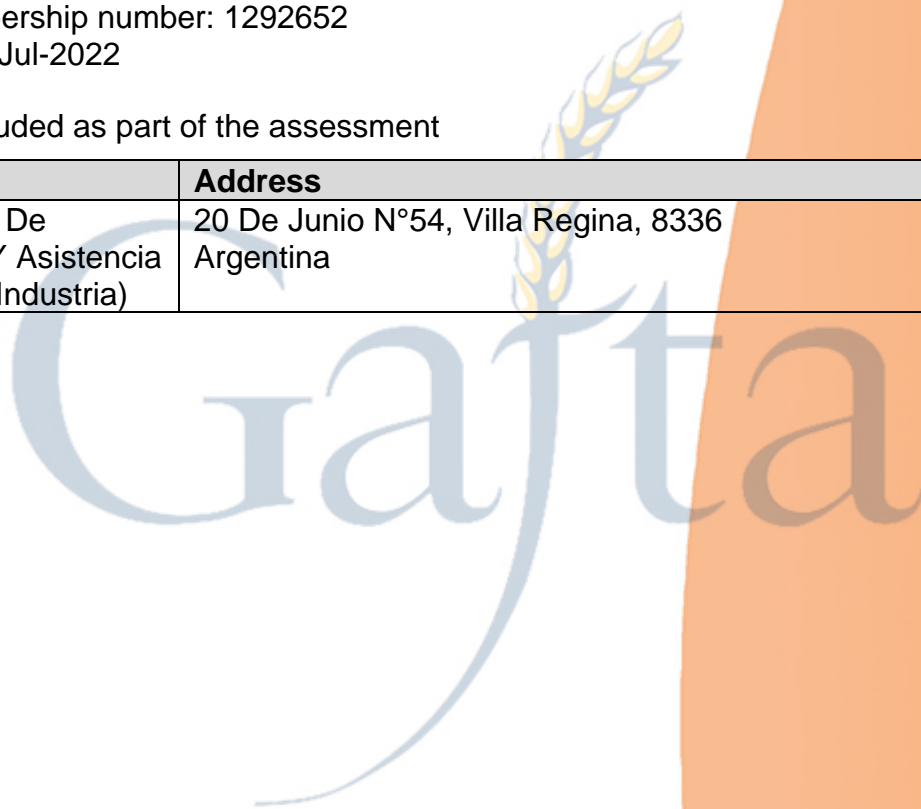 ership number: 1292652
Jul-2022
uded as part of the assessment
Address
De 20 De Junio N°54, Villa Regina, 8336
Y Asistencia Argentina
Industria)
Gafta